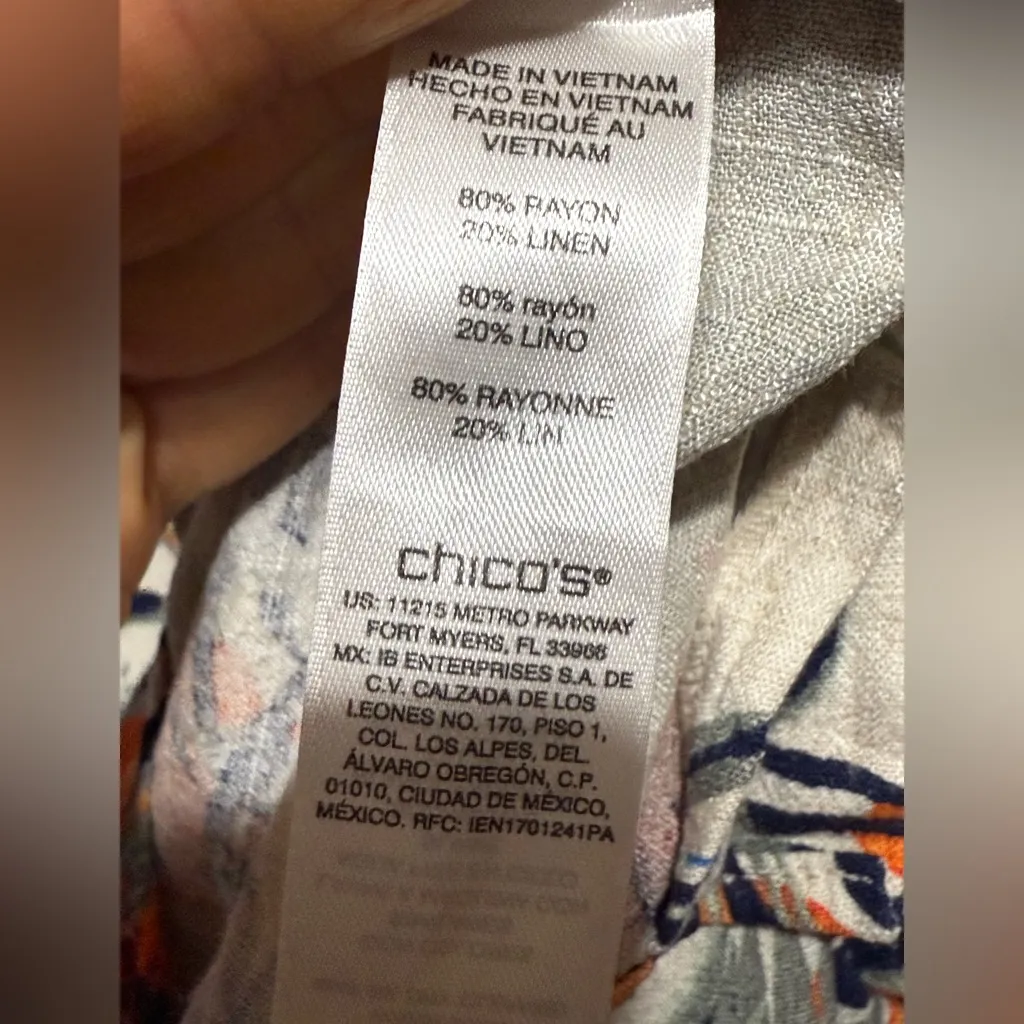 MADE IN VIETNAM
HECHO EN VIETNAM
FABRIQUÉ AU
VIETNAM
80% RAYON
20% LINEN
80% rayón
20% LINO
80% RAYONNE
20% LIN
chico's®
US: 11215 METRO PARKWAY
FORT MYERS, FL 33966
MX: IB ENTERPRISES S.A. DE
C.V. CALZADA DE LOS
LEONES NO. 170, PISO 1,
COL. LOS ALPES, DEL.
ÁLVARO OBREGÓN, C.P.
01010, CIUDAD DE MÉXICO,
MÉXICO. RFC: IEN1701241PA